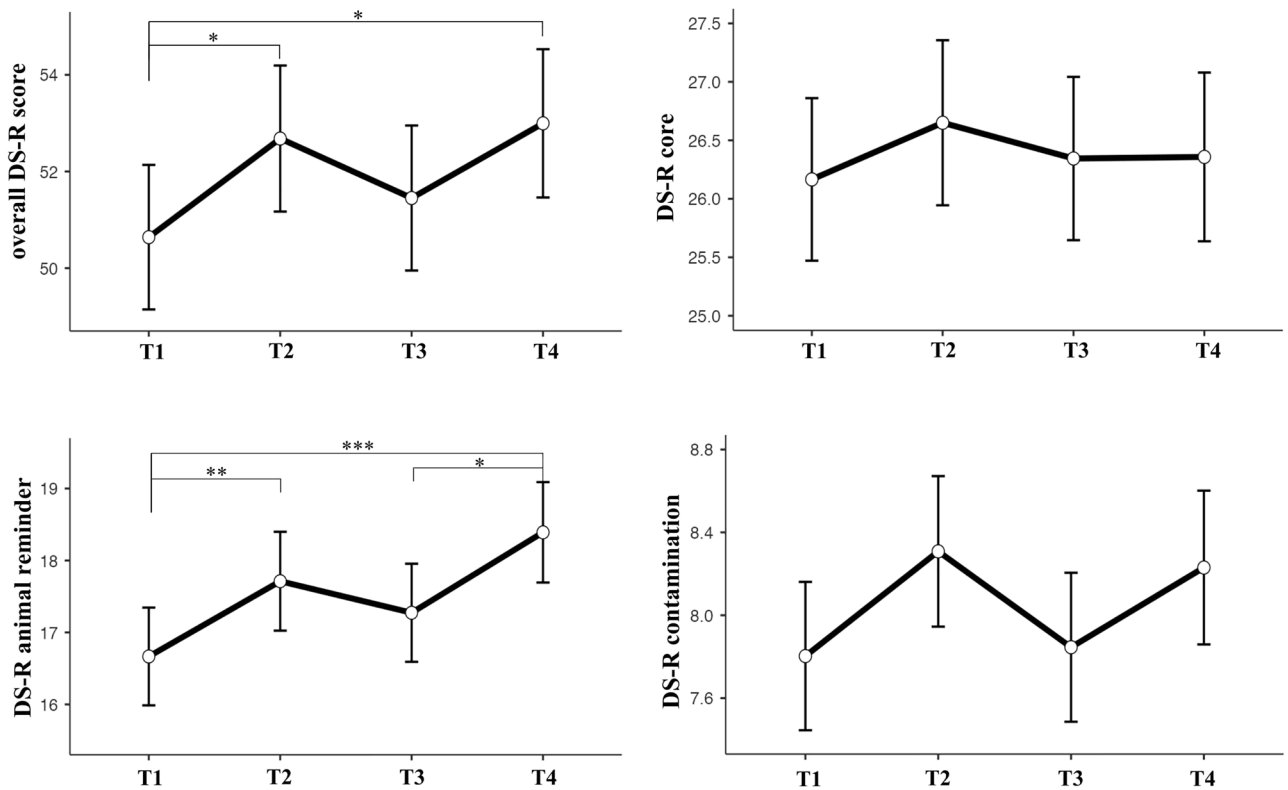 *
*
54
52
50
overall DS-R score
T1 T2 T3 T4
27.5
27.0
26.5
26.0
25.5
25.0
DS-R core
T1 T2 T3 T4
***
**
*
19
18
17
16
DS-R animal reminder
T1 T2 T3 T4
8.8
8.4
8.0
7.6
DS-R contamination
T1 T2 T3 T4